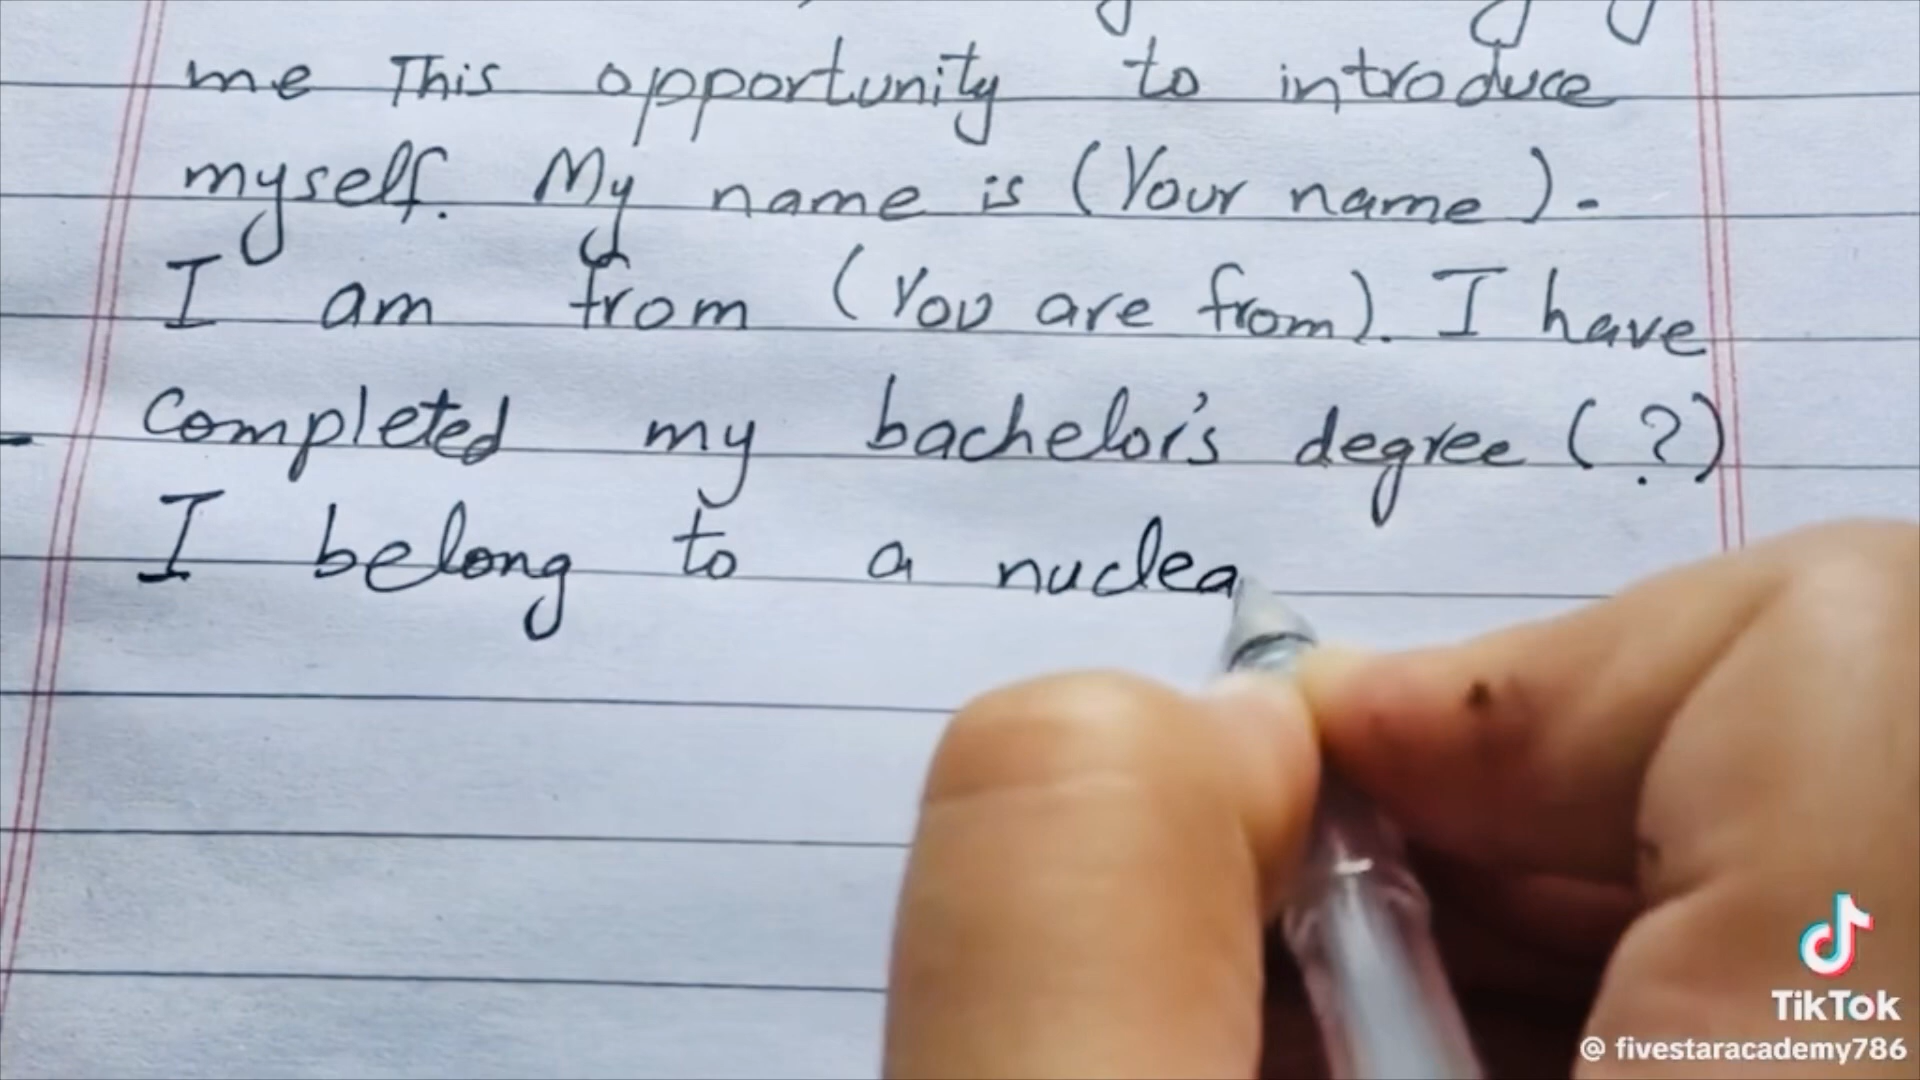 me This opportunity to introduce
myself. My name is (Your name).
I am from (You are from). I have
completed my bachelor's degree (?)
I belong to a nuclea
TikTok
@ fivestaracademy786